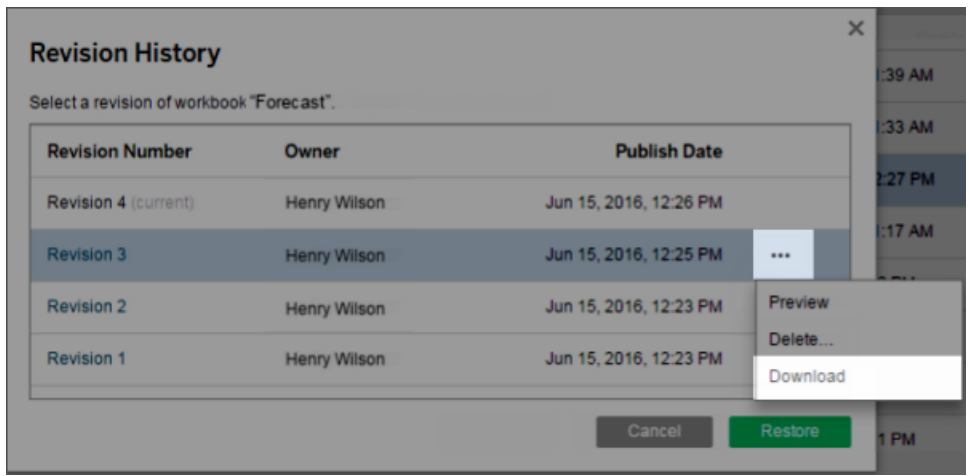 Revision History
Select a revision of workbook "Forecast".
Revision Number Owner Publish Date
Revision 4 (current) Henry Wilson Jun 15, 2016, 12:26 PM
Revision 3 Henry Wilson Jun 15, 2016, 12:25 PM ...
Revision 2 Henry Wilson Jun 15, 2016, 12:23 PM
Revision 1 Henry Wilson Jun 15, 2016, 12:23 PM
Preview
Delete...
Download
Cancel Restore
:39 AM
:33 AM
2:27 PM
:17 AM
1 PM